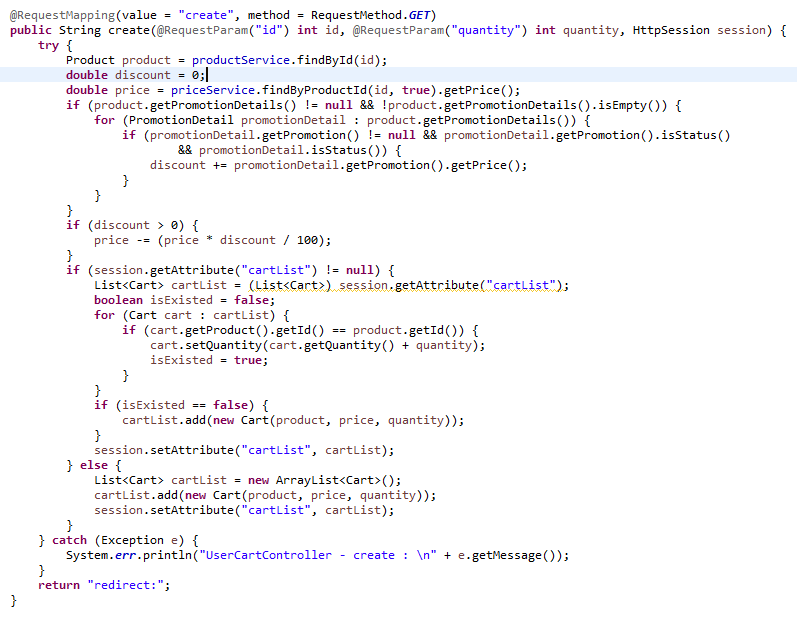 @RequestMapping(value = "create", method = RequestMethod.GET)
public String create(@RequestParam("id") int id, @RequestParam("quantity") int quantity, HttpSession session) {
    try {
        Product product = productService.findById(id);
        double discount = 0;
        double price = priceService.findByProductId(id, true).getPrice();
        if (product.getPromotionDetails() != null && !product.getPromotionDetails().isEmpty()) {
            for (PromotionDetail promotionDetail : product.getPromotionDetails()) {
                if (promotionDetail.getPromotion() != null && promotionDetail.getPromotion().isStatus()
                        && promotionDetail.isStatus()) {
                    discount += promotionDetail.getPromotion().getPrice();
                }
            }
        }
        if (discount > 0) {
            price -= (price * discount / 100);
        }
        if (session.getAttribute("cartList") != null) {
            List<Cart> cartList = (List<Cart>) session.getAttribute("cartList");
            boolean isExisted = false;
            for (Cart cart : cartList) {
                if (cart.getProduct().getId() == product.getId()) {
                    cart.setQuantity(cart.getQuantity() + quantity);
                    isExisted = true;
                }
            }
            if (isExisted == false) {
                cartList.add(new Cart(product, price, quantity));
            }
            session.setAttribute("cartList", cartList);
        } else {
            List<Cart> cartList = new ArrayList<Cart>();
            cartList.add(new Cart(product, price, quantity));
            session.setAttribute("cartList", cartList);
        }
    } catch (Exception e) {
        System.err.println("UserCartController - create : \n" + e.getMessage());
    }
    return "redirect:";
}